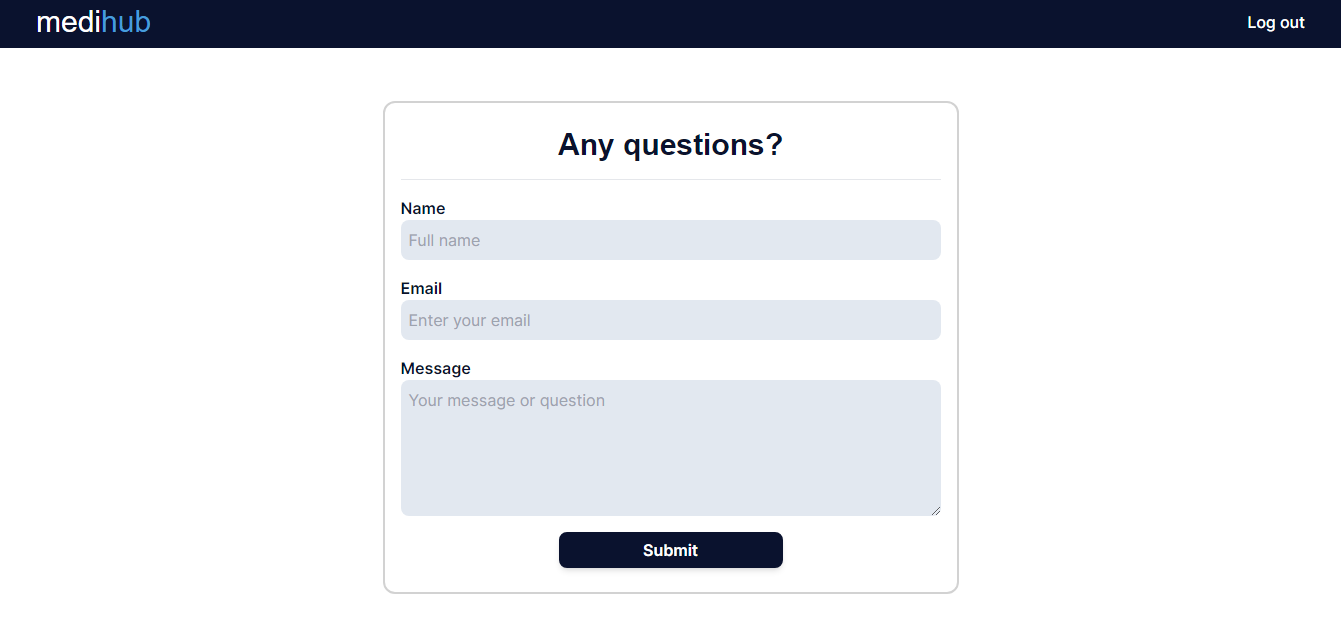 medihub
Log out
Any questions?
Name
Full name
Email
Enter your email
Message
Your message or question
Submit